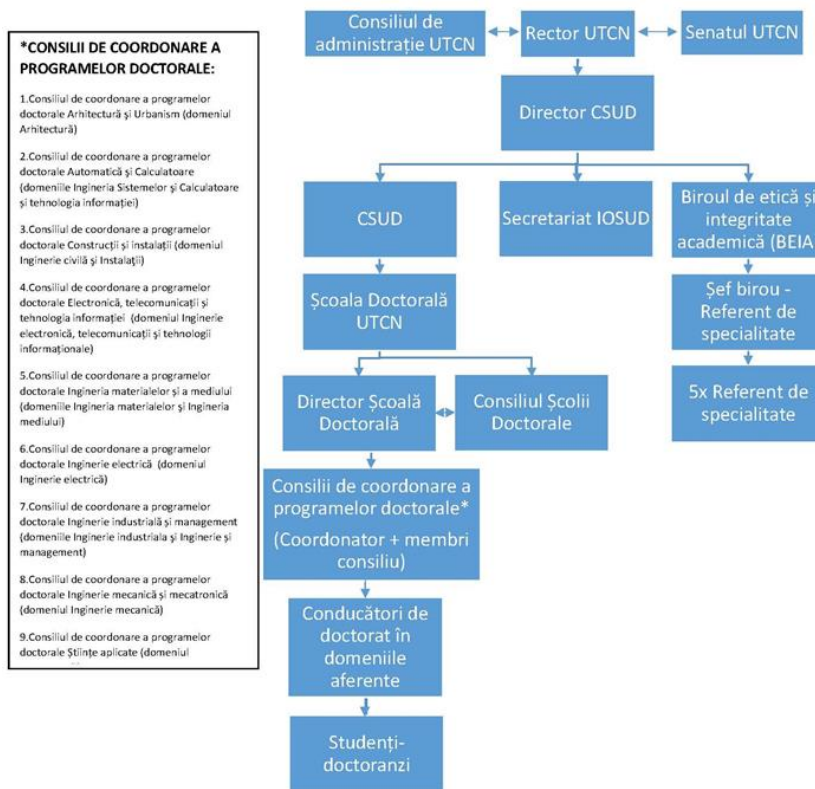 *CONSILII DE COORDONARE A
PROGRAMELOR DOCTORALE:
1.Consiliul de coordonare a programelor
doctorale Arhitectură și Urbanism (domeniul
Arhitectură)
2.Consiliul de coordonare a programelor
doctorale Automatică și Calculatoare
(domeniile Ingineria Sistemelor și Calculatoare
și tehnologia informației)
3.Consiliul de coordonare a programelor
doctorale Construcții și instalații (domeniul
Inginerie civilă și Instalații)
4.Consiliul de coordonare a programelor
doctorale Electronică, telecomunicații și
tehnologia informației (domeniul Inginerie
electronică, telecomunicații și tehnologii
informaționale)
5.Consiliul de coordonare a programelor
doctorale Ingineria materialelor și a mediului
(domeniile Ingineria materialelor și Ingineria
mediului)
6.Consiliul de coordonare a programelor
doctorale Inginerie electrică (domeniul
Inginerie electrică)
7.Consiliul de coordonare a programelor
doctorale Inginerie industrială și management
(domeniile Inginerie industriala și Inginerie și
management)
8.Consiliul de coordonare a programelor
doctorale Inginerie mecanică și mecatronică
(domeniul Inginerie mecanică)
9.Consiliul de coordonare a programelor
doctorale Științe aplicate (domeniul
Consiliul de
administrație UTCN
Rector UTCN
Senatul UTCN
Director CSUD
CSUD
Secretariat IOSUD
Biroul de etică și
integritate
academică (BEIA)
Școala Doctorală
UTCN
Șef birou -
Referent de
specialitate
Director Școală
Doctorală
Consiliul Școlii
Doctorale
5x Referent de
specialitate
Consilii de coordonare a
programelor doctorale*
(Coordonator + membri
consiliu)
Conducători de
doctorat în
domeniile
aferente
Studenți-
doctoranzi